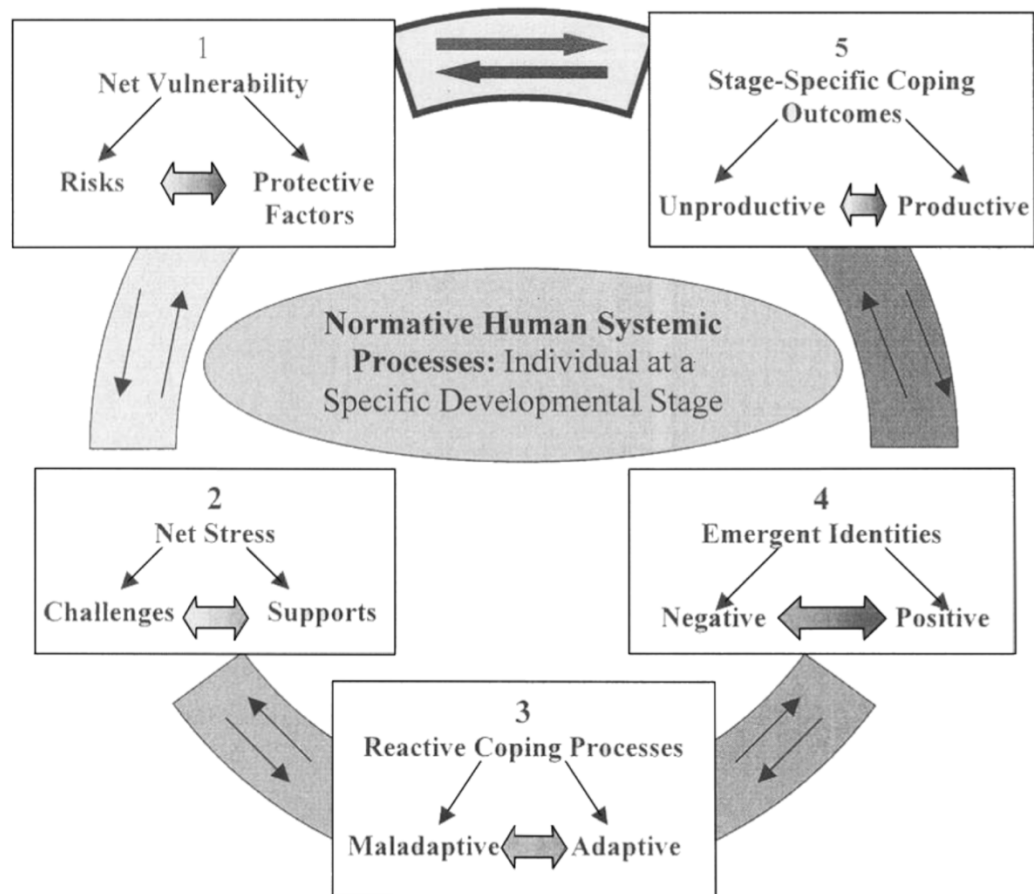 1
Net Vulnerability
Risks
Protective
Factors
5
Stage-Specific Coping
Outcomes
Unproductive
Productive
Normative Human Systemic
Processes: Individual at a
Specific Developmental Stage
2
Net Stress
Challenges
Supports
4
Emergent Identities
Negative
Positive
3
Reactive Coping Processes
Maladaptive
Adaptive